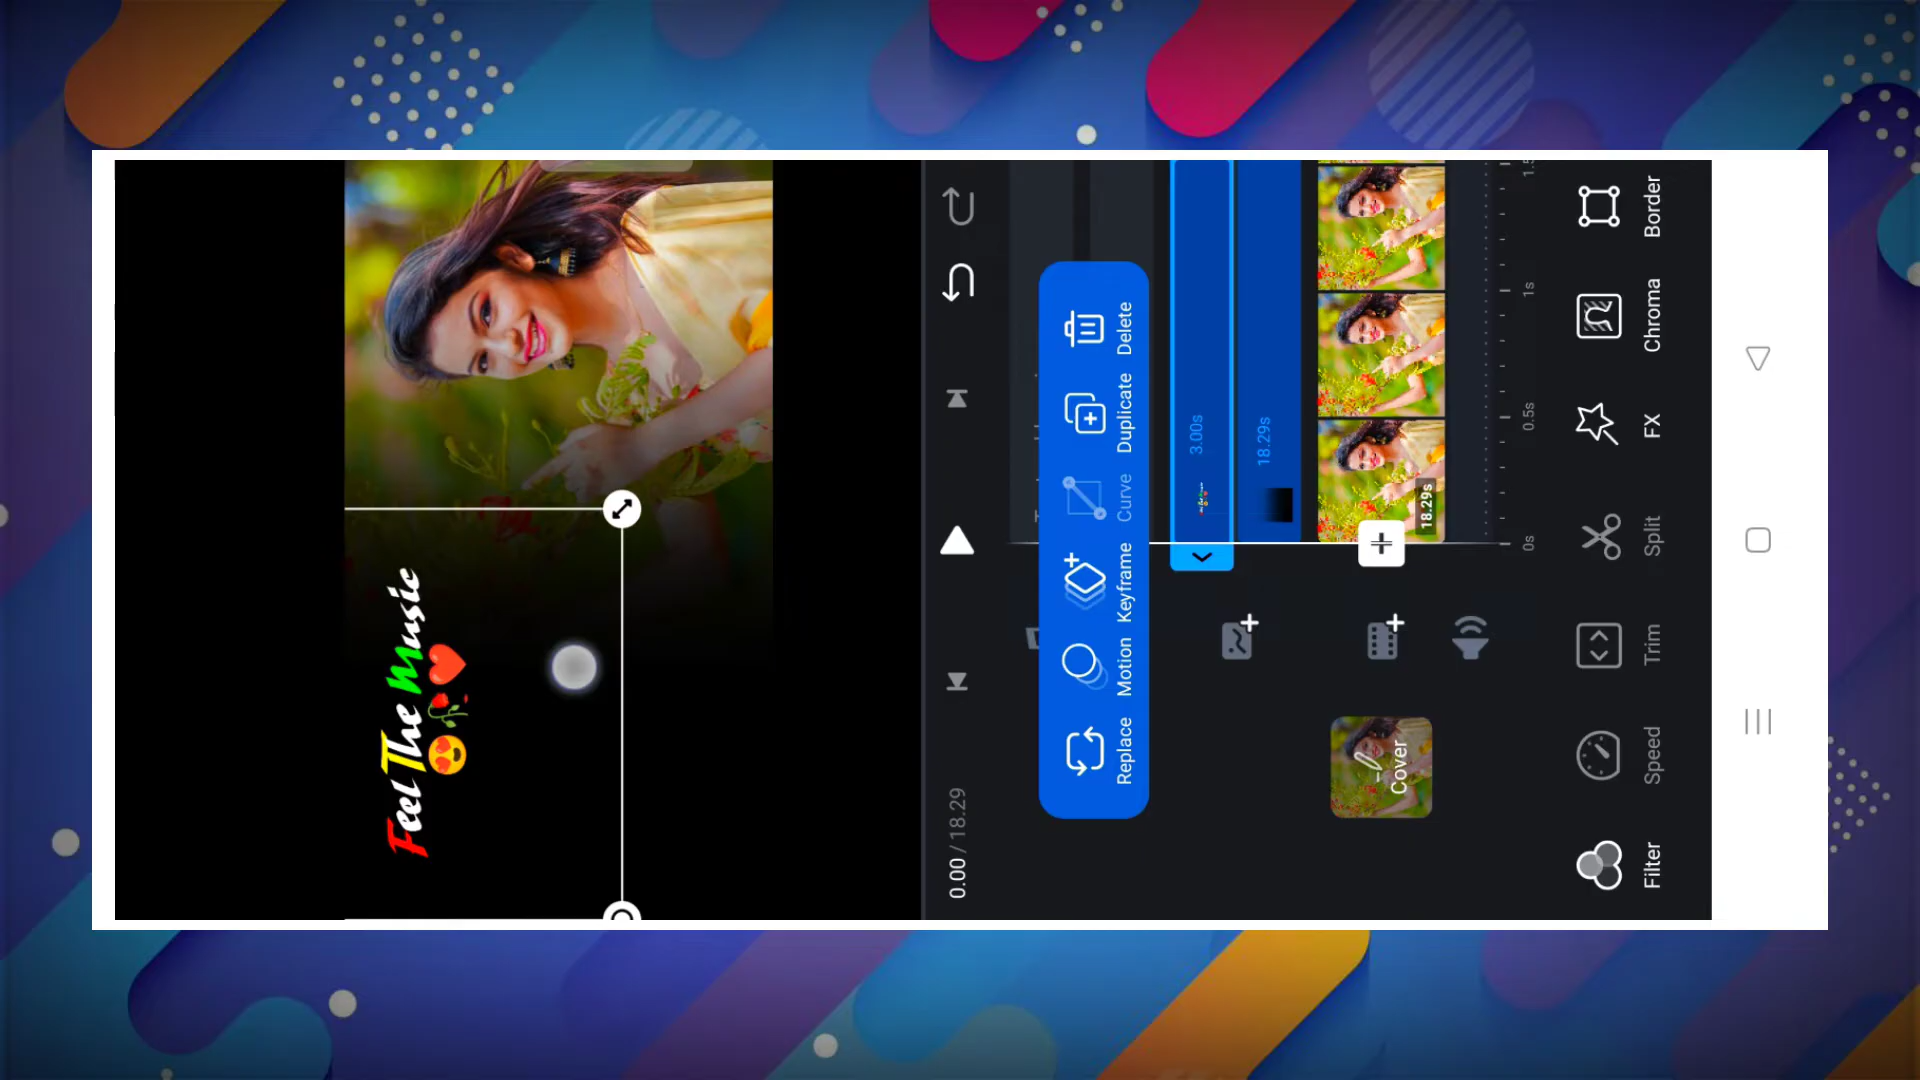 Feel The Music
0.00 / 18.29
Replace
Motion
Keyframe
Curve
Duplicate
Delete
3.00s
18.29s
18.29s
Cover
0s
0.5s
1s
Filter
Speed
Trim
Split
FX
Chroma
Border